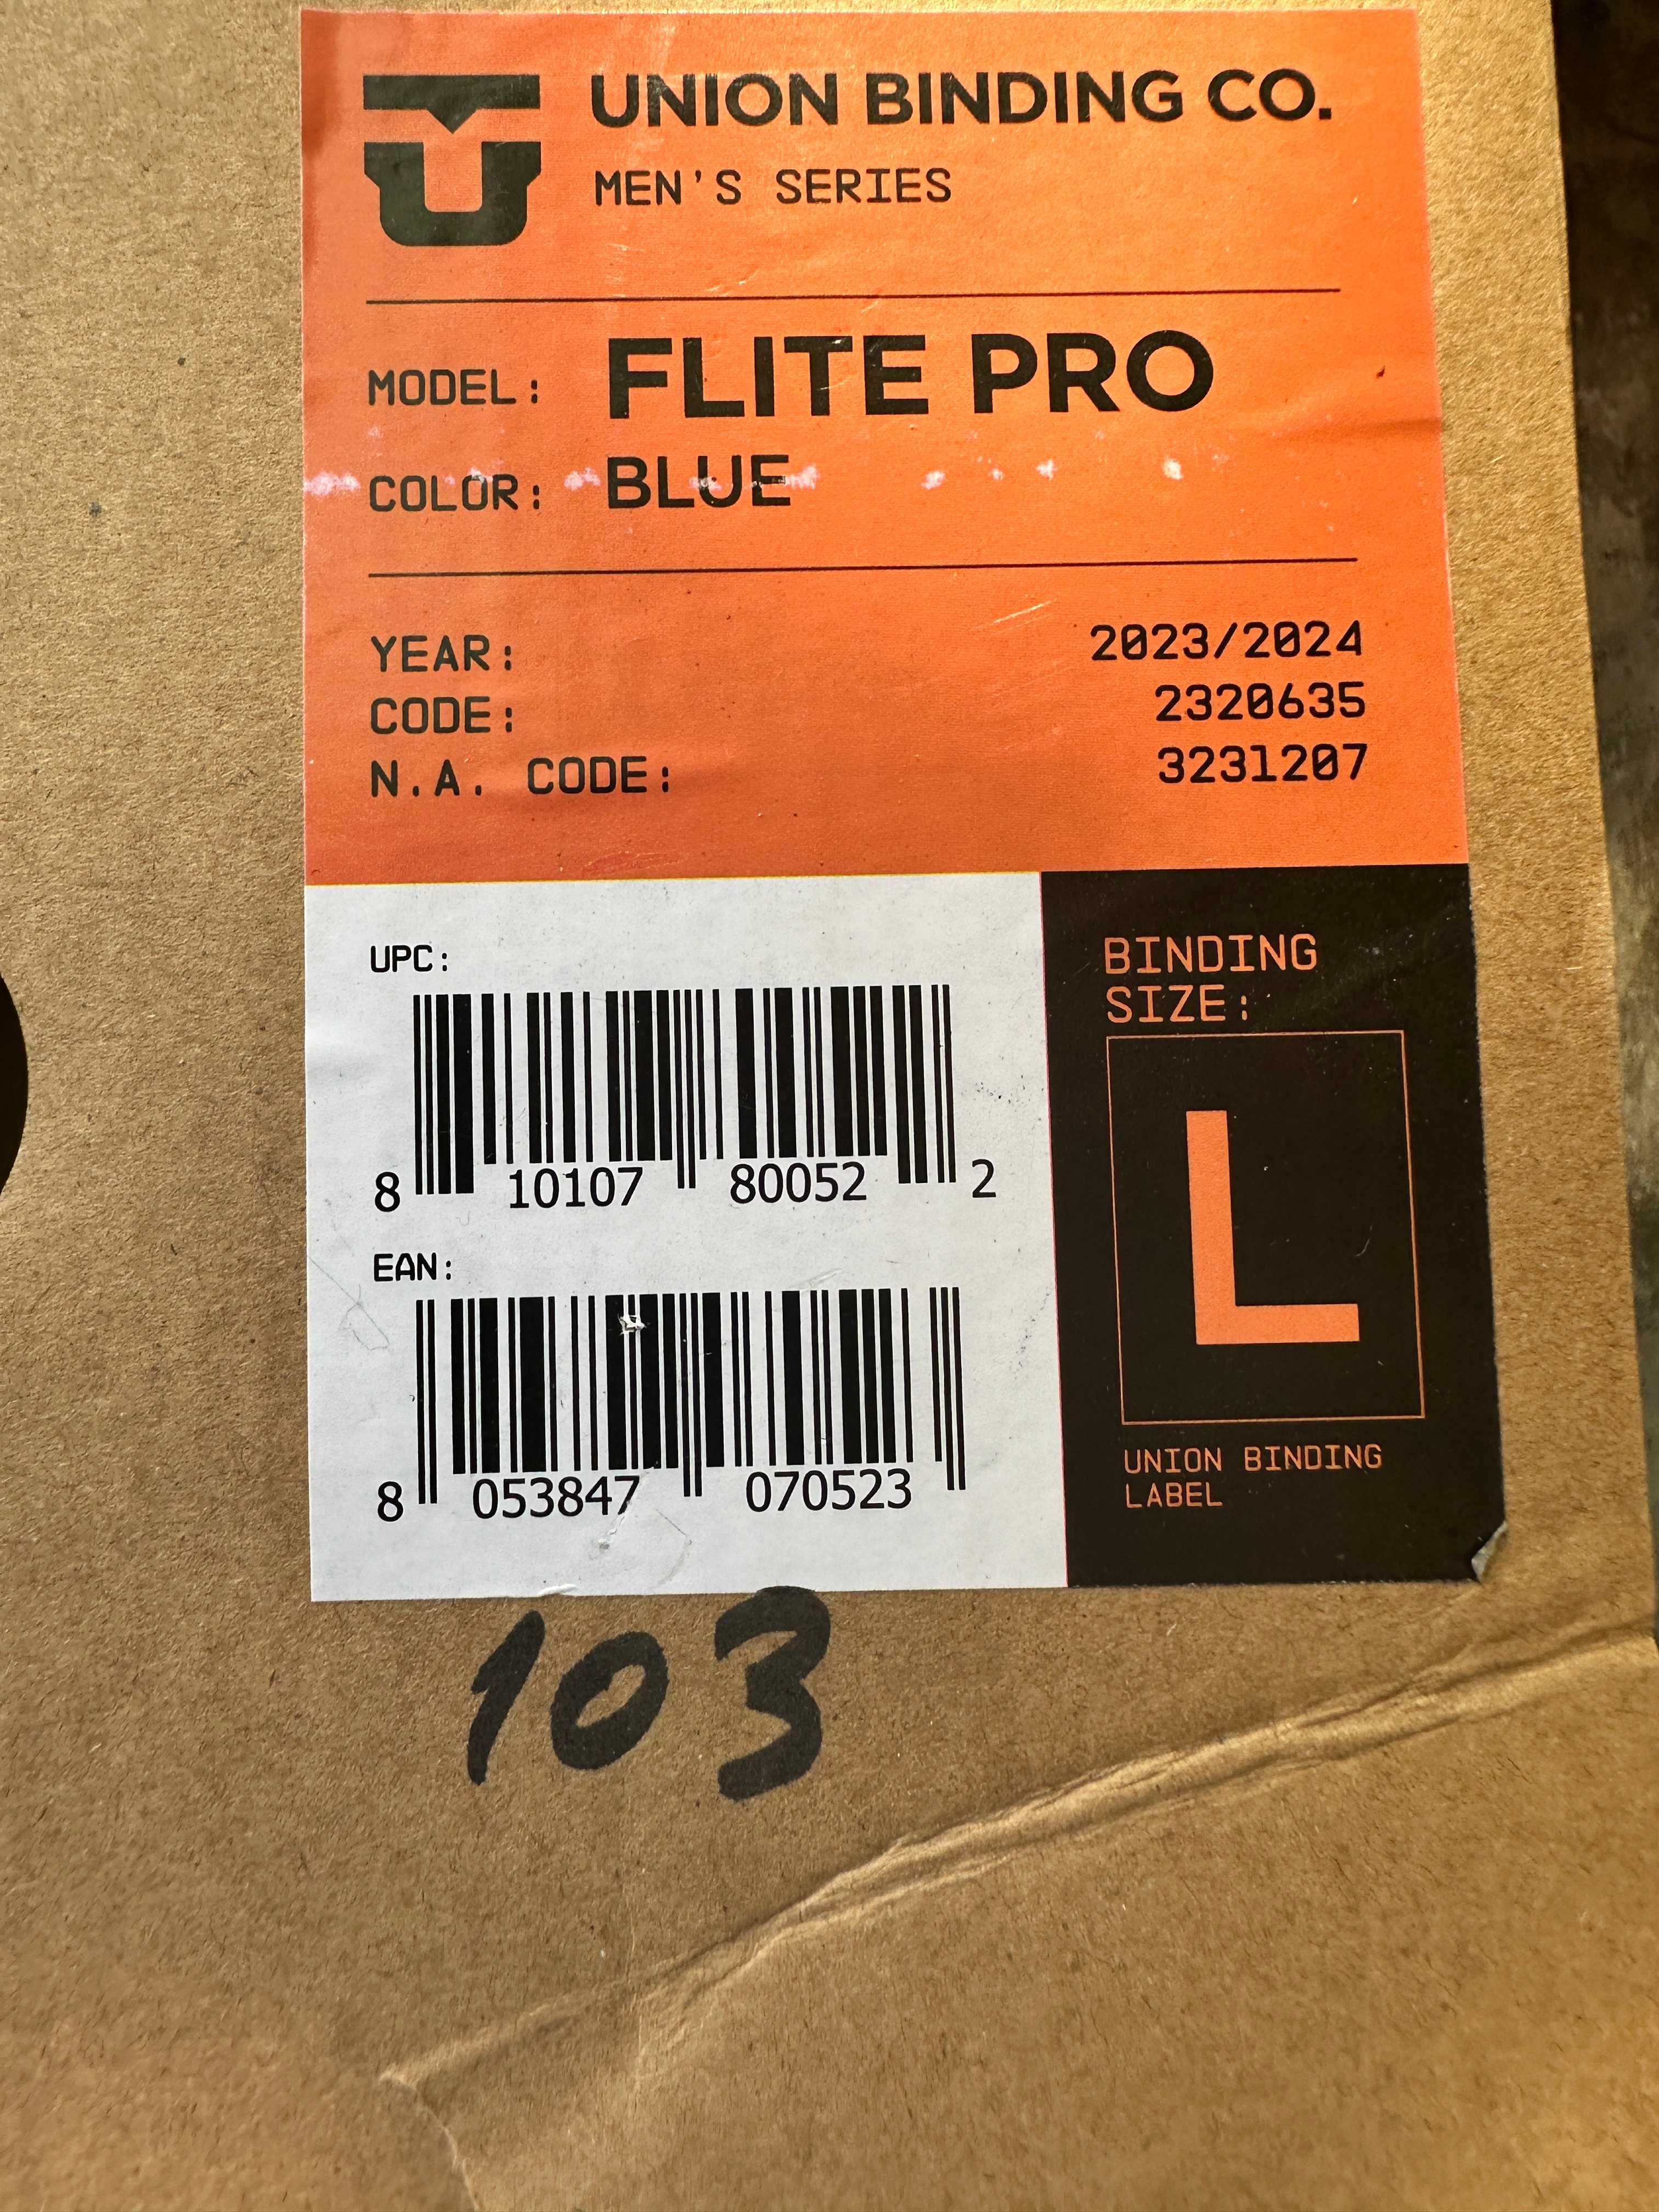 UNION BINDING CO.
MEN'S SERIES
MODEL: FLITE PRO
COLOR: BLUE
YEAR: 2023/2024
CODE: 2320635
N.A. CODE: 3231207
UPC:
8 10107 80052 2
EAN:
8 053847 070523
BINDING
SIZE:
L
UNION BINDING
LABEL
103